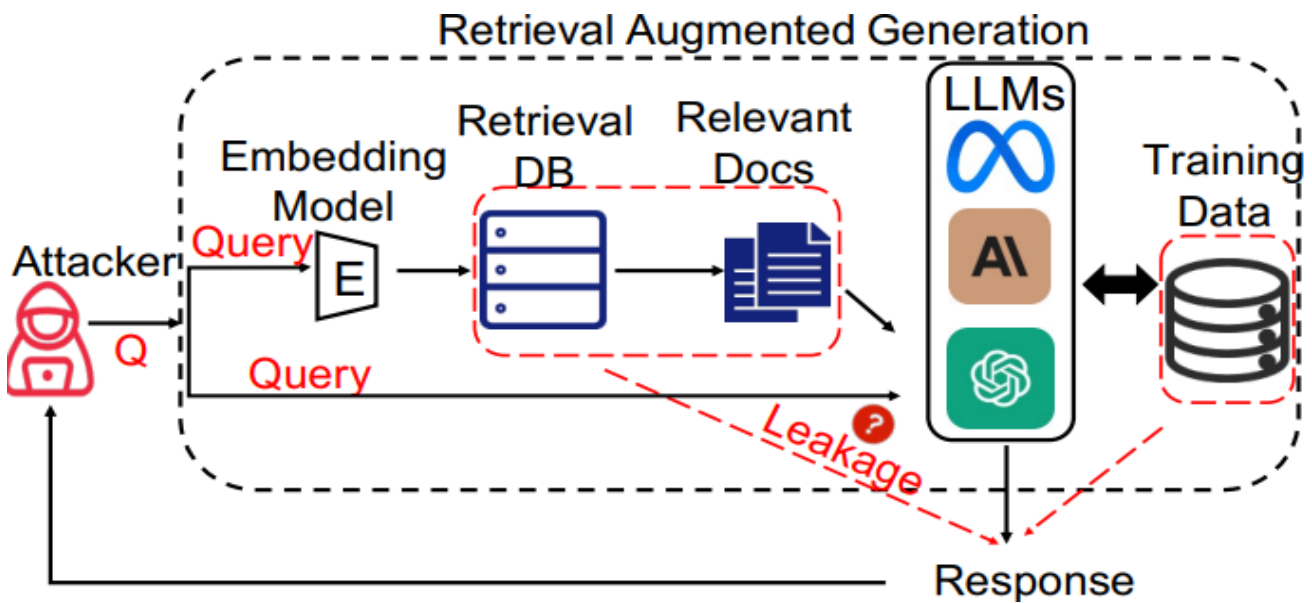 Retrieval Augmented Generation
LLMs
Retrieval
DB
Relevant
Docs
Embedding
Model
Training
Data
Attacker
Query
E
A\
Q
Query
Leakage
?
Response